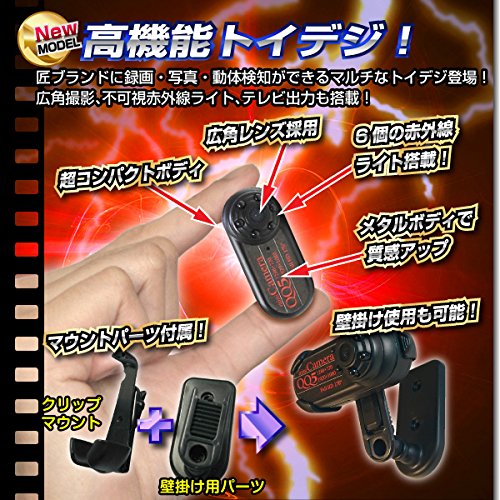 New
MODEL
高機能トイデジ！
匠ブランドに録画・写真・動体検知ができるマルチなトイデジ登場！
広角撮影、不可視赤外線ライト、テレビ出力も搭載！
広角レンズ採用
6個の赤外線
ライト搭載！
超コンパクトボディ
メタルボディで
質感アップ
Camera
QQ5
マウントパーツ付属！
壁掛け使用も可能！
Camera
QQ5
クリップ
マウント
壁掛け用パーツ